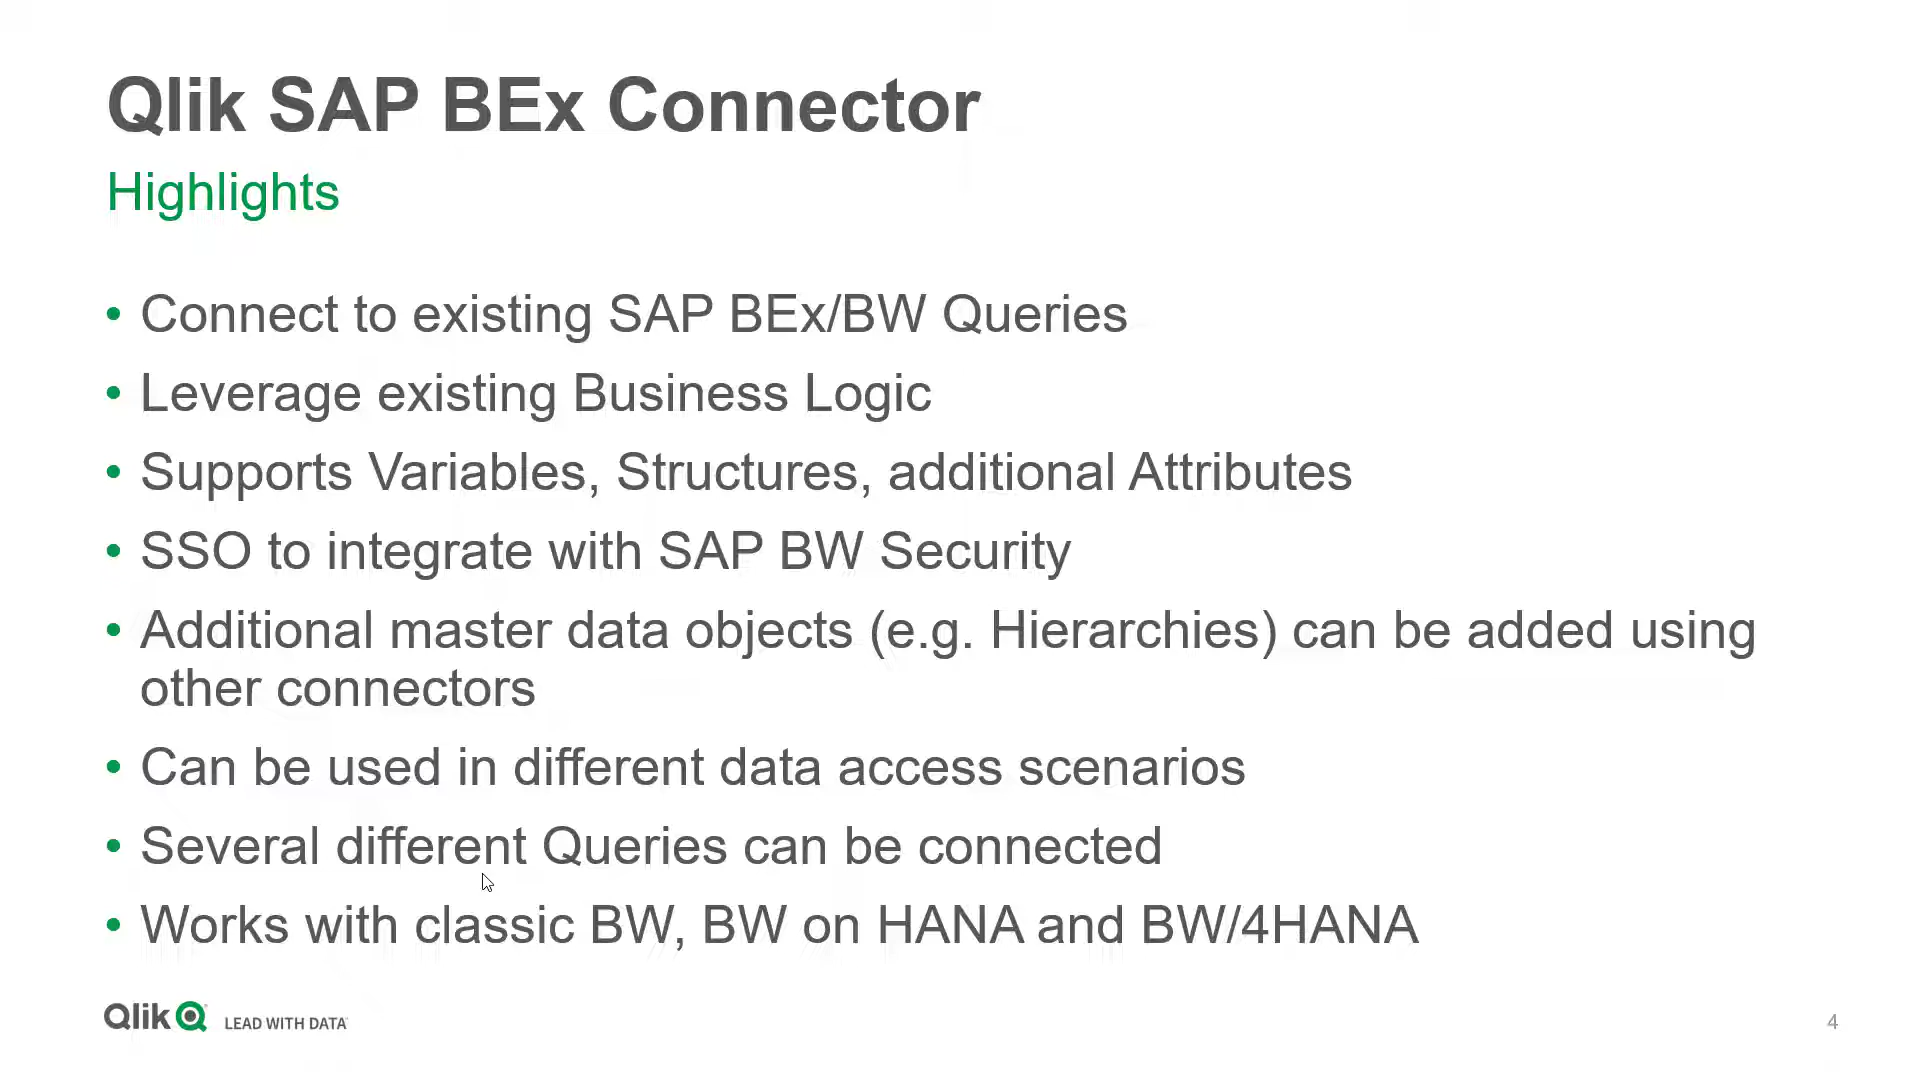 Qlik SAP BEx Connector
Highlights
• Connect to existing SAP BEx/BW Queries
• Leverage existing Business Logic
• Supports Variables, Structures, additional Attributes
• SSO to integrate with SAP BW Security
• Additional master data objects (e.g. Hierarchies) can be added using
other connectors
• Can be used in different data access scenarios
• Several different Queries can be connected
• Works with classic BW, BW on HANA and BW/4HANA
Qlik LEAD WITH DATA
4